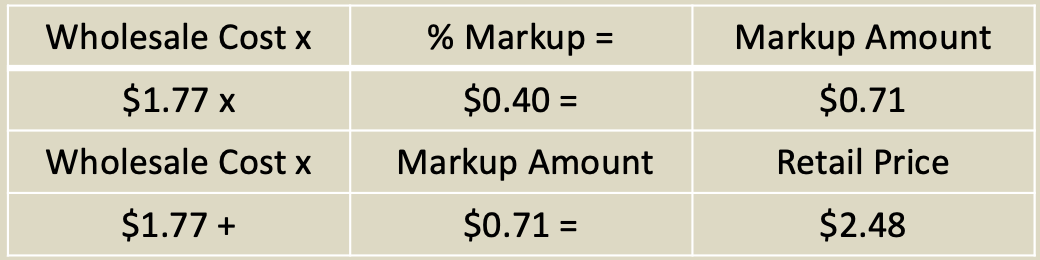 Wholesale Cost x % Markup = Markup Amount
$1.77 x $0.40 = $0.71
Wholesale Cost x Markup Amount Retail Price
$1.77 + $0.71 = $2.48